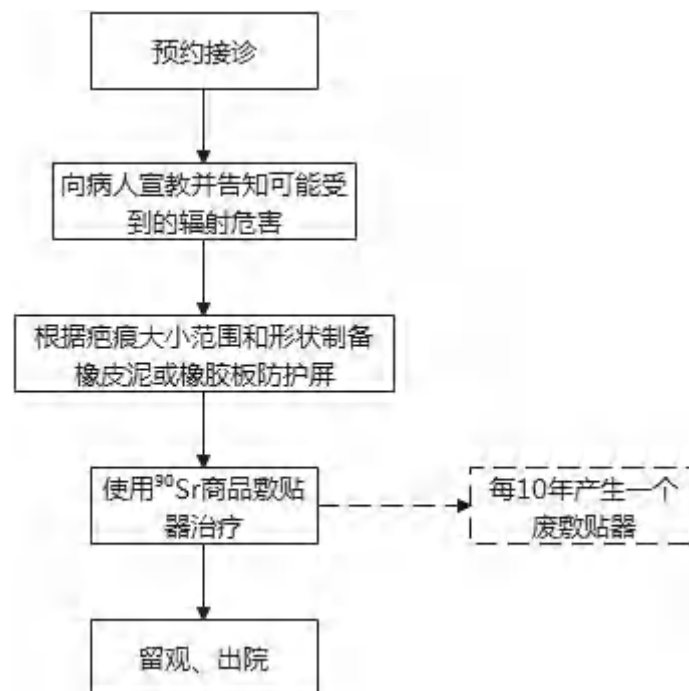 预约接诊
向病人宣教并告知可能受
到的辐射危害
根据疤痕大小范围和形状制备
橡皮泥或橡胶板防护屏
使用⁹⁰Sr商品敷贴
器治疗
每10年产生一个
废敷贴器
留观、出院